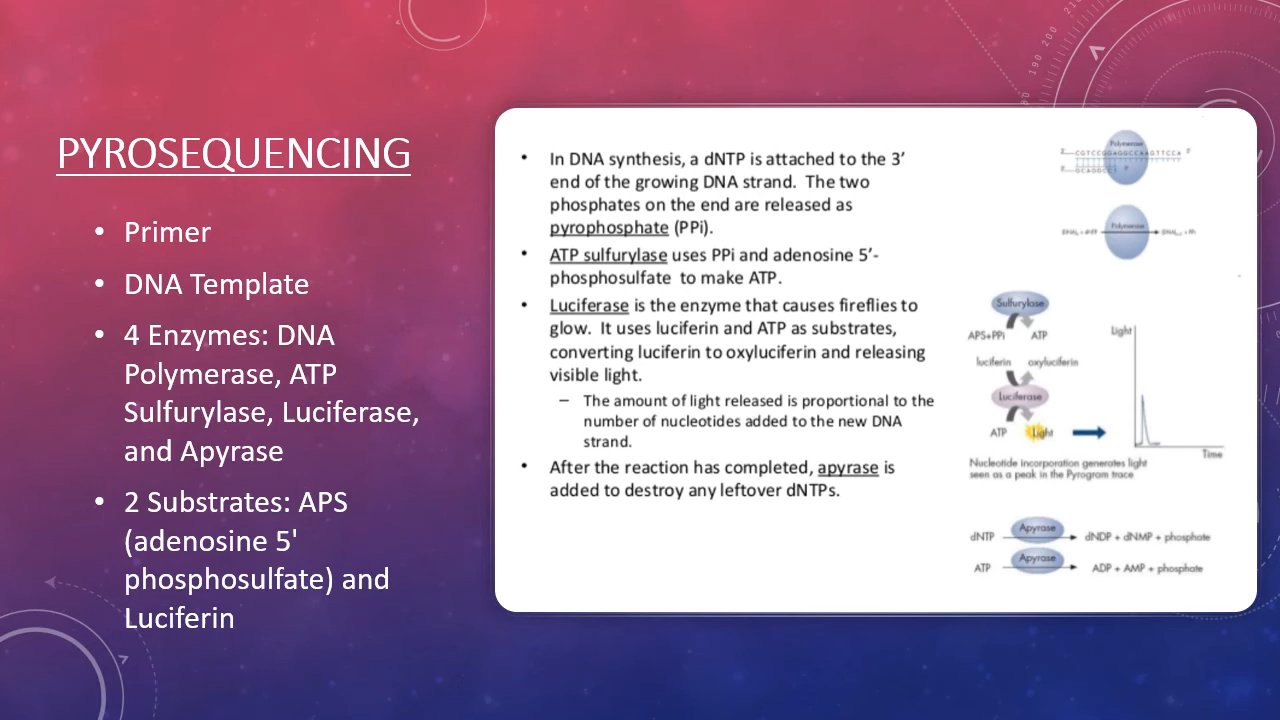 PYROSEQUENCING
• Primer
• DNA Template
• 4 Enzymes: DNA
Polymerase, ATP
Sulfurylase, Luciferase,
and Apyrase
• 2 Substrates: APS
(adenosine 5'
phosphosulfate) and
Luciferin
• In DNA synthesis, a dNTP is attached to the 3’
end of the growing DNA strand. The two
phosphates on the end are released as
pyrophosphate (PPi).
• ATP sulfurylase uses PPi and adenosine 5’-
phosphosulfate to make ATP.
• Luciferase is the enzyme that causes fireflies to
glow. It uses luciferin and ATP as substrates,
converting luciferin to oxyluciferin and releasing
visible light.
– The amount of light released is proportional to the
number of nucleotides added to the new DNA
strand.
• After the reaction has completed, apyrase is
added to destroy any leftover dNTPs.
Polymerase
Polymerase
Sulfurylase
APS+PPi ATP
luciferin oxyluciferin
Luciferase
ATP Light
Light
Time
Nucleotide incorporation generates light
seen as a peak in the Pyrogram trace
Apyrase
dNTP dNDP + dNMP + phosphate
Apyrase
ATP ADP + AMP + phosphate
190 200